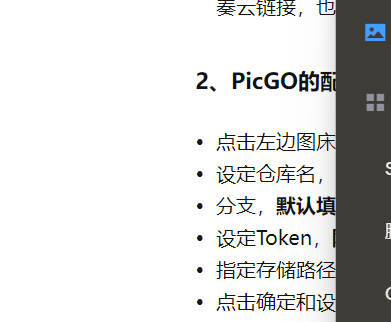 奏云链接，也
2、PicGO的配
点击左边图床
设定仓库名，
分支，默认填
设定Token，
指定存储路径
点击确定和设